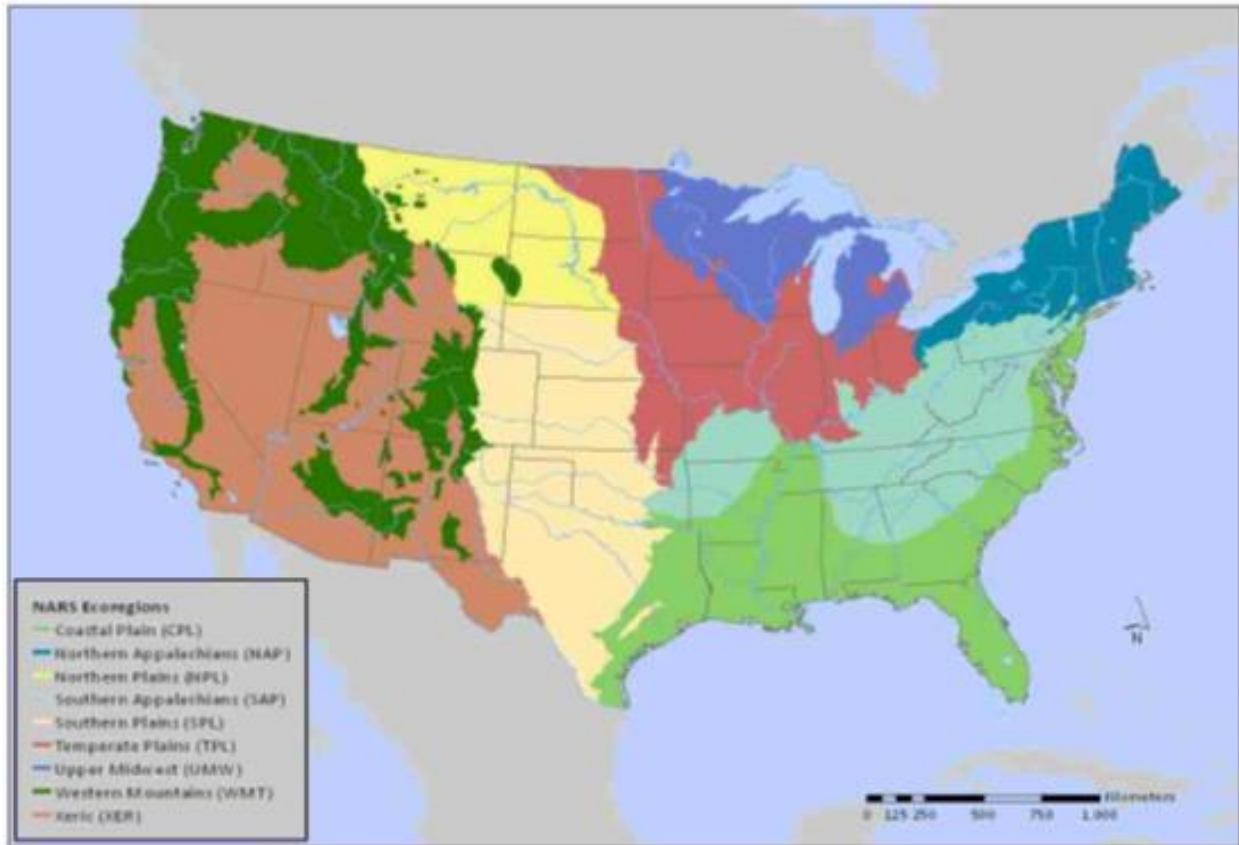 NARS Ecoregions
Coastal Plain (CPL)
Northern Appalachians (NAP)
Northern Plains (NPL)
Southern Appalachians (SAP)
Southern Plains (SPL)
Temperate Plains (TPL)
Upper Midwest (UMW)
Western Mountains (WMT)
Xeric (XER)
N
Kilometers
0 125 250 500 750 1,000